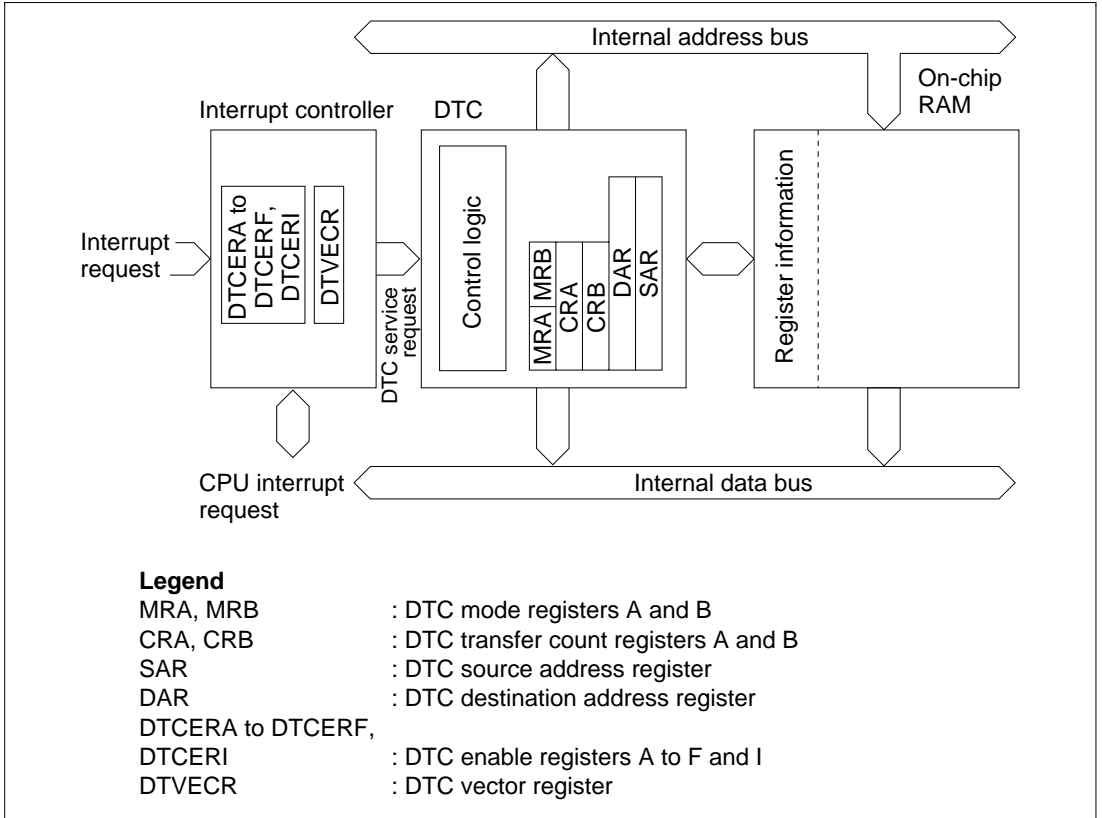 Internal address bus
On-chip
RAM
Interrupt controller
DTC
Interrupt
request
DTCERA to
DTCERF,
DTCERI
DTVECR
DTC service
request
Control logic
MRA MRB
CRA
CRB
DAR
SAR
Register information
CPU interrupt
request
Internal data bus
Legend
MRA, MRB : DTC mode registers A and B
CRA, CRB : DTC transfer count registers A and B
SAR : DTC source address register
DAR : DTC destination address register
DTCERA to DTCERF,
DTCERI : DTC enable registers A to F and I
DTVECR : DTC vector register